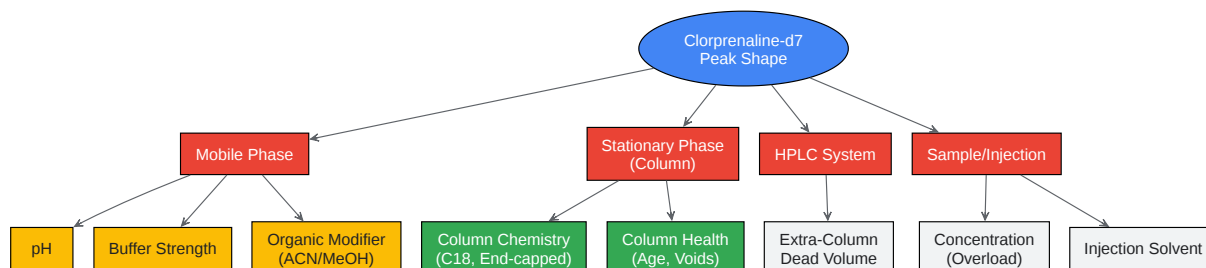 Clorprenaline-d7
Peak Shape
Mobile Phase
Stationary Phase
(Column)
HPLC System
Sample/Injection
pH
Buffer Strength
Organic Modifier
(ACN/MeOH)
Column Chemistry
(C18, End-capped)
Column Health
(Age, Voids)
Extra-Column
Dead Volume
Concentration
(Overload)
Injection Solvent